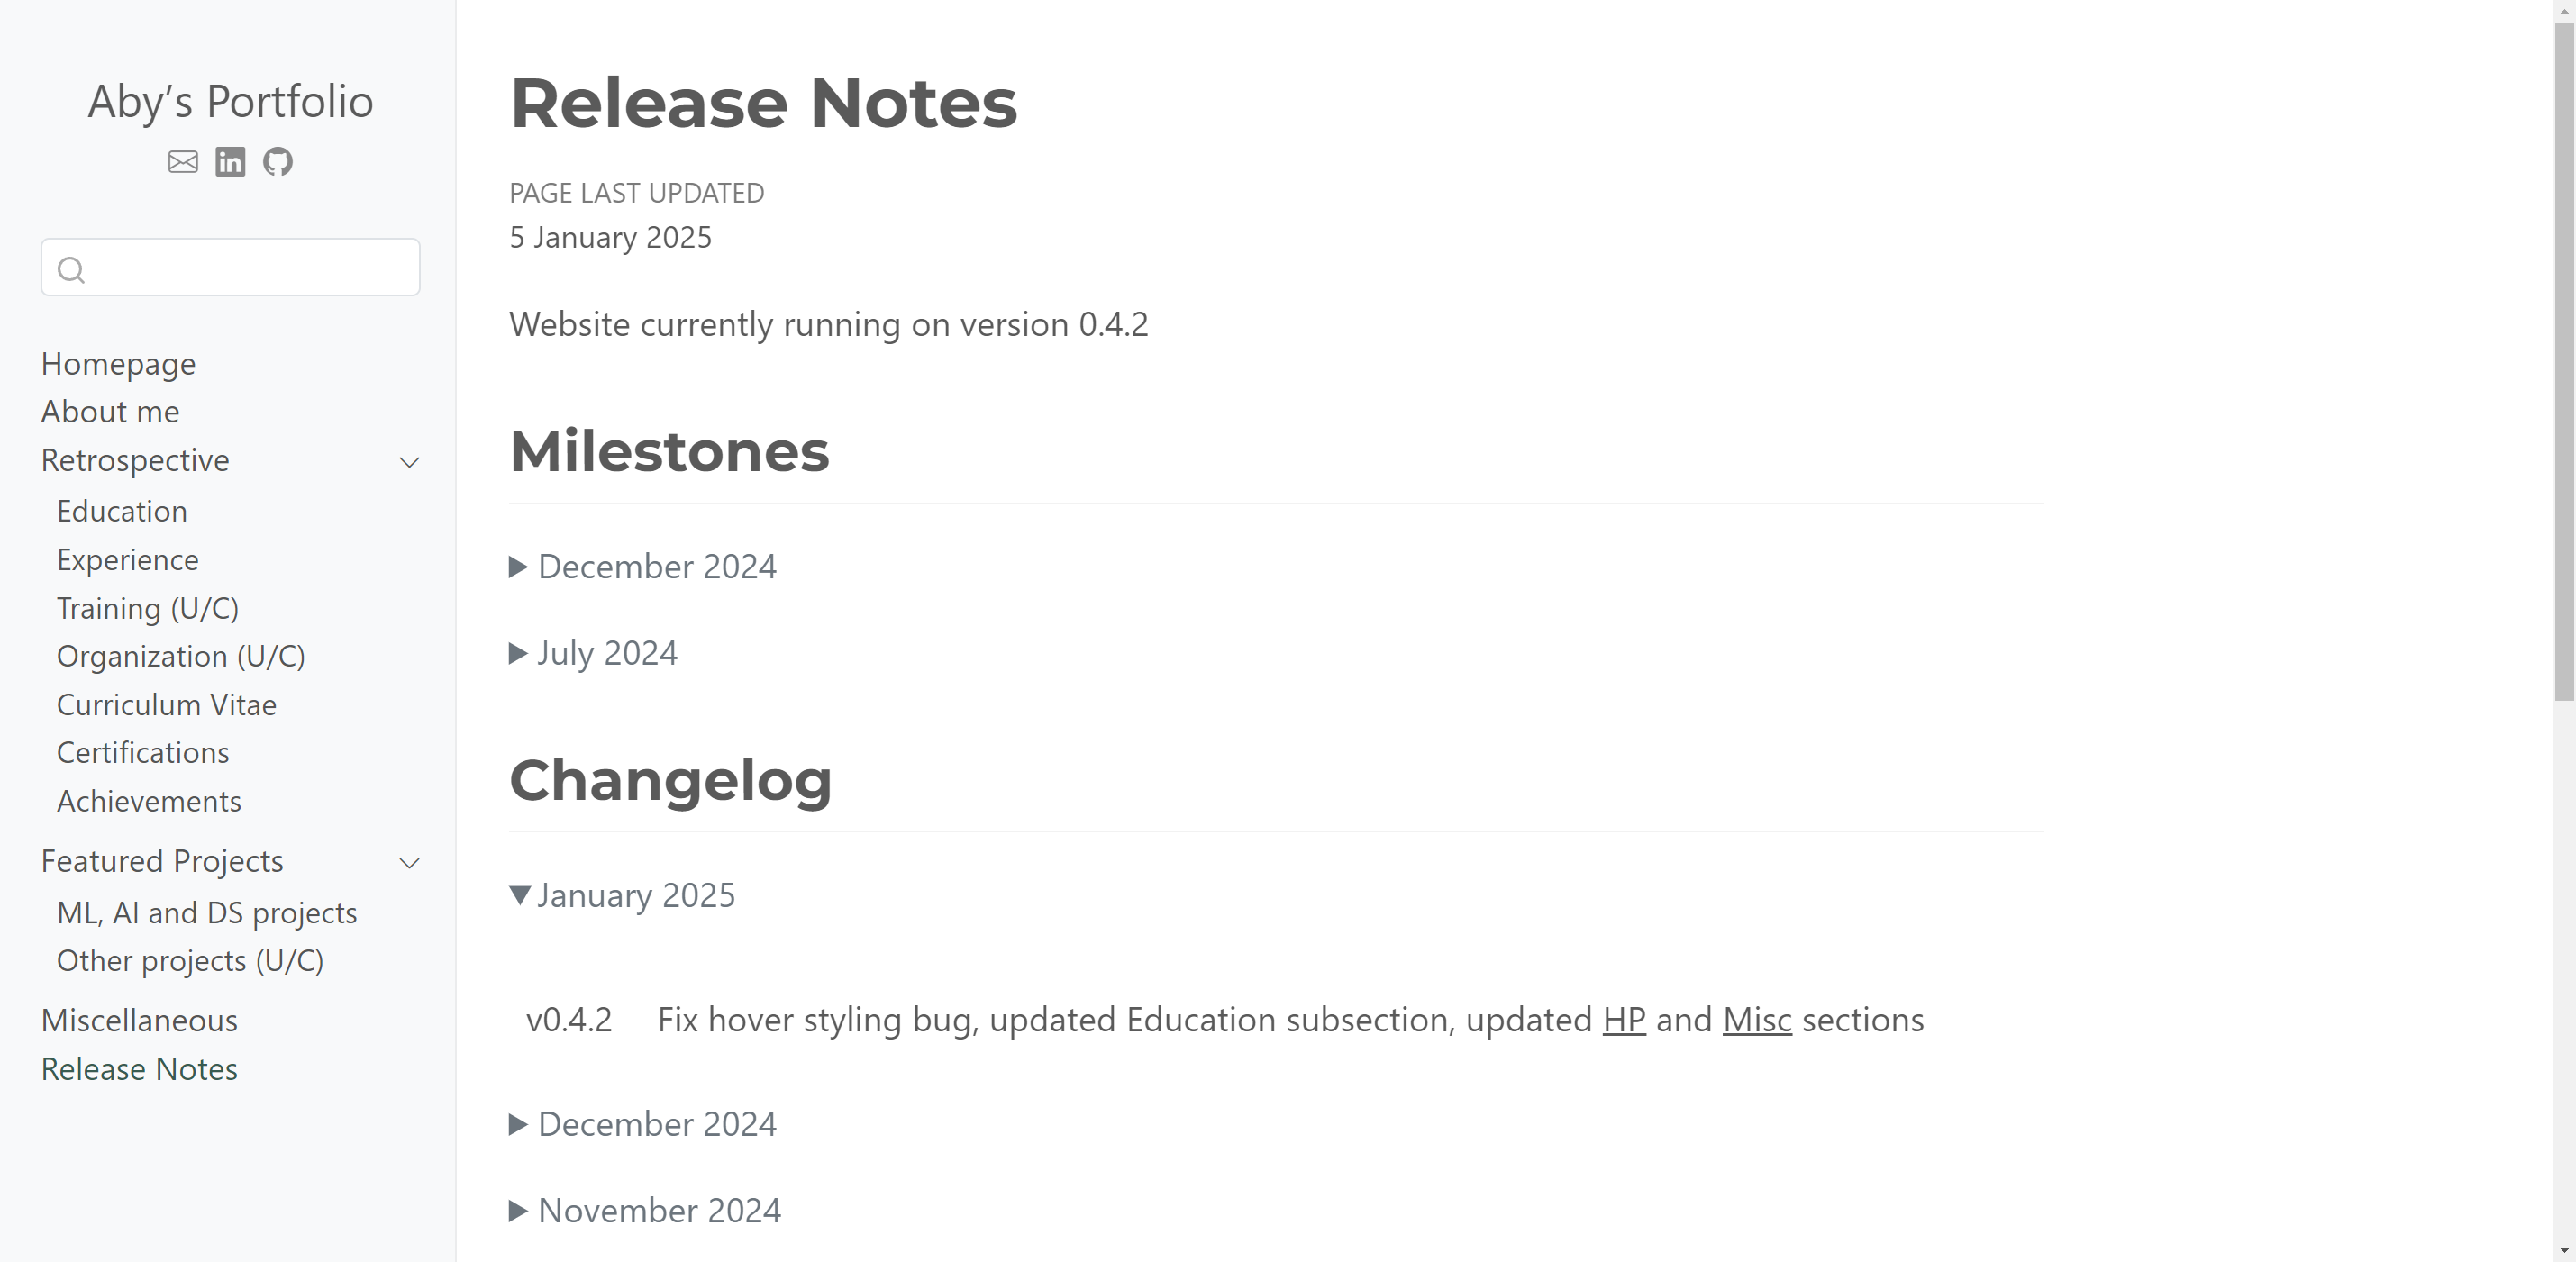 Aby's Portfolio
Homepage
About me
Retrospective
Education
Experience
Training (U/C)
Organization (U/C)
Curriculum Vitae
Certifications
Achievements
Featured Projects
ML, AI and DS projects
Other projects (U/C)
Miscellaneous
Release Notes
Release Notes
PAGE LAST UPDATED
5 January 2025
Website currently running on version 0.4.2
Milestones
December 2024
July 2024
Changelog
January 2025
v0.4.2 Fix hover styling bug, updated Education subsection, updated HP and Misc sections
December 2024
November 2024